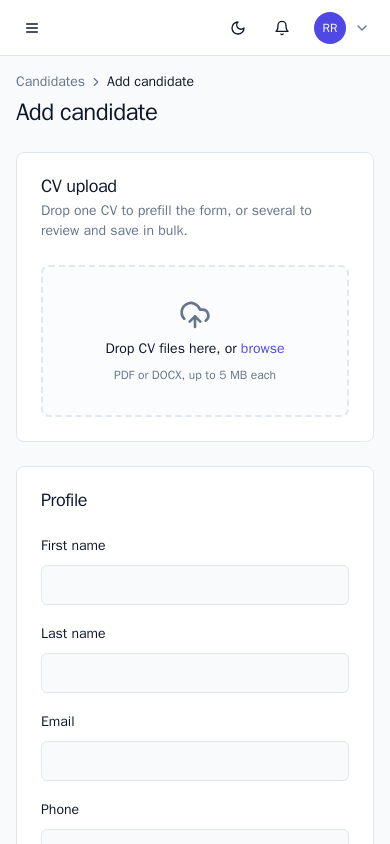 RR
Candidates > Add candidate
Add candidate
CV upload
Drop one CV to prefill the form, or several to
review and save in bulk.
Drop CV files here, or browse
PDF or DOCX, up to 5 MB each
Profile
First name
Last name
Email
Phone